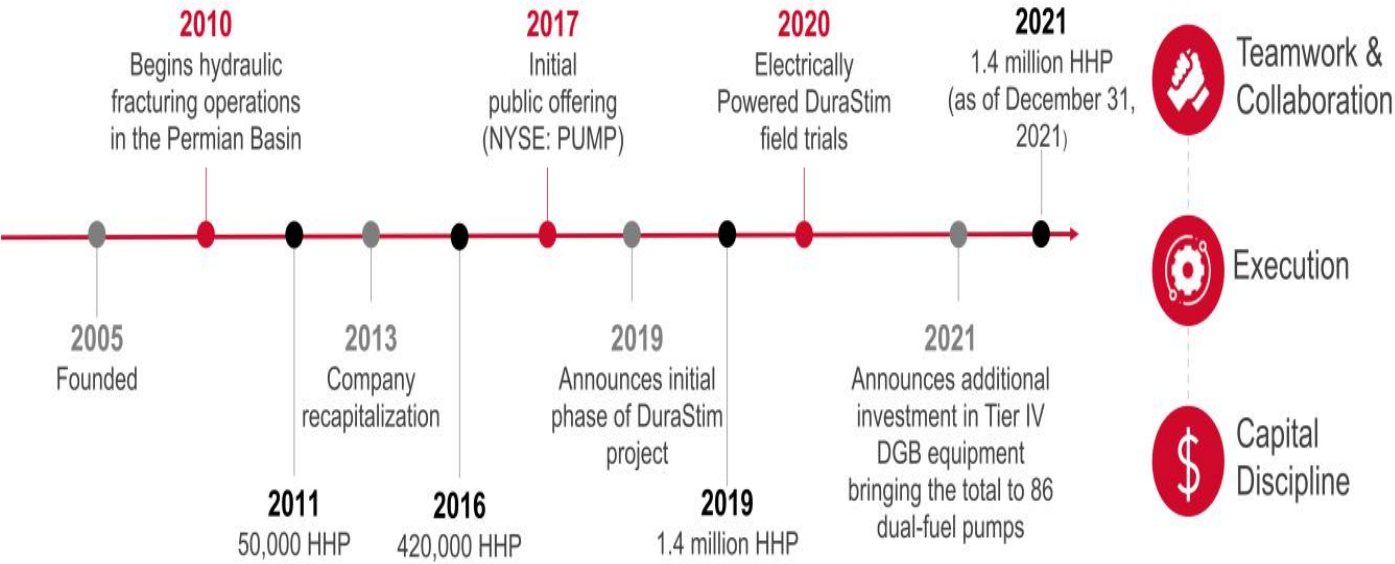 2010
Begins hydraulic
fracturing operations
in the Permian Basin
2017
Initial
public offering
(NYSE: PUMP)
2020
Electrically
Powered DuraStim
field trials
2021
1.4 million HHP
(as of December 31,
2021)
2005
Founded
2013
Company
recapitalization
2019
Announces initial
phase of DuraStim
project
2021
Announces additional
investment in Tier IV
DGB equipment
bringing the total to 86
dual-fuel pumps
2011
50,000 HHP
2016
420,000 HHP
2019
1.4 million HHP
Teamwork &
Collaboration
Execution
$
Capital
Discipline